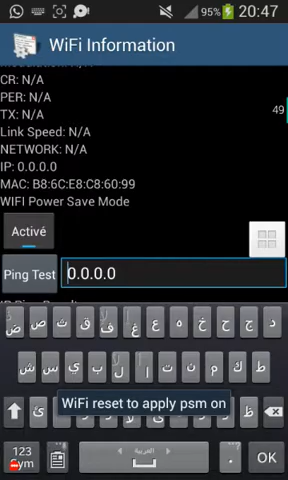 95% 20:47
WiFi Information
CR: N/A
PER: N/A
49
TX: N/A
Link Speed: N/A
NETWORK: N/A
IP: 0.0.0.0
MAC: B8:6C:E8:C8:60:99
WIFI Power Save Mode
Activé
Ping Test 0.0.0.0
ض ص ث ق ف غ ع ه خ ح ج د
ش س ي ب ل ا ت ن م ك ط
WiFi reset to apply psm on
123
Sym
العربية
.
OK